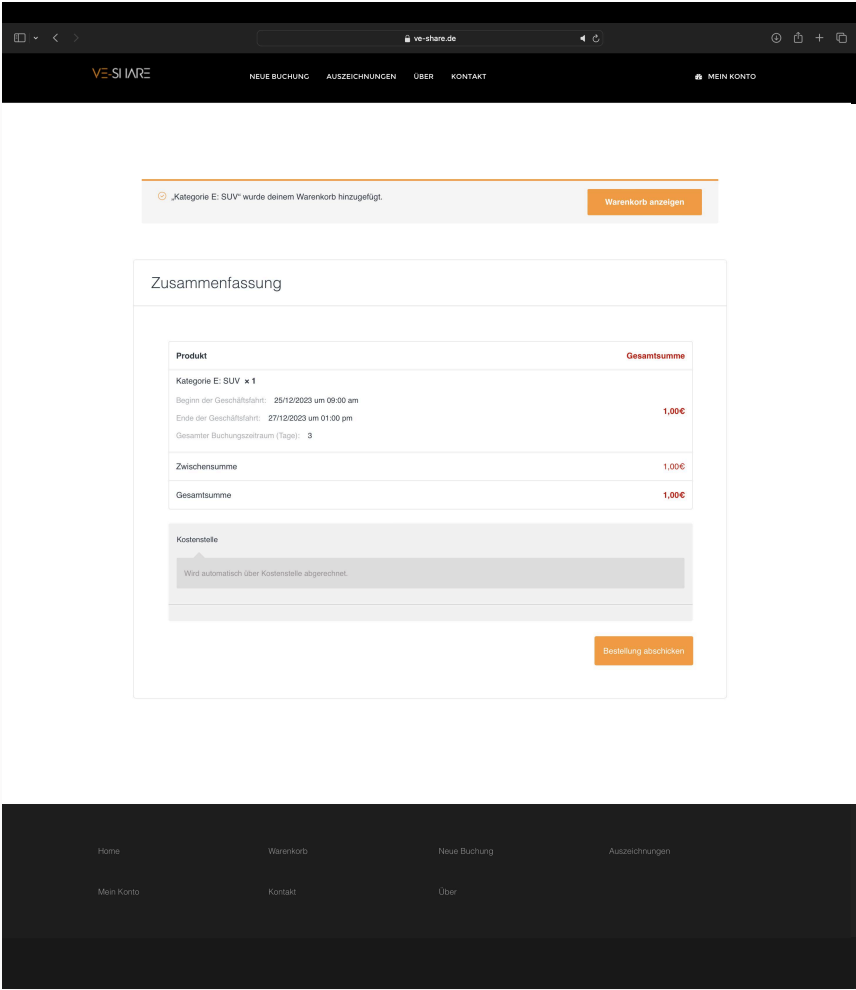 ve-share.de
VE-SHARE
NEUE BUCHUNG AUSZEICHNUNGEN ÜBER KONTAKT MEIN KONTO
„Kategorie E: SUV“ wurde deinem Warenkorb hinzugefügt.
Warenkorb anzeigen
Zusammenfassung
Produkt Gesamtsumme
Kategorie E: SUV × 1
Beginn der Geschäftsfahrt: 25/12/2023 um 09:00 am
Ende der Geschäftsfahrt: 27/12/2023 um 01:00 pm
1,00€
Gesamter Buchungszeitraum (Tage): 3
Zwischensumme 1,00€
Gesamtsumme 1,00€
Kostenstelle
Wird automatisch über Kostenstelle abgerechnet.
Bestellung abschicken
Home Warenkorb Neue Buchung Auszeichnungen
Mein Konto Kontakt Über